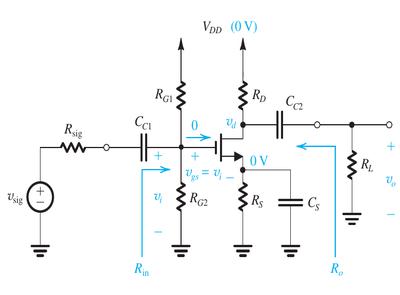 V_DD (0 V)
R_G1
R_D
C_C1
0
v_d
C_C2
R_sig
+
+
0 V
v_gs = v_i
−
+
v_sig
+
−
v_i
R_G2
R_S
C_S
R_L
v_o
−
−
R_in
R_o